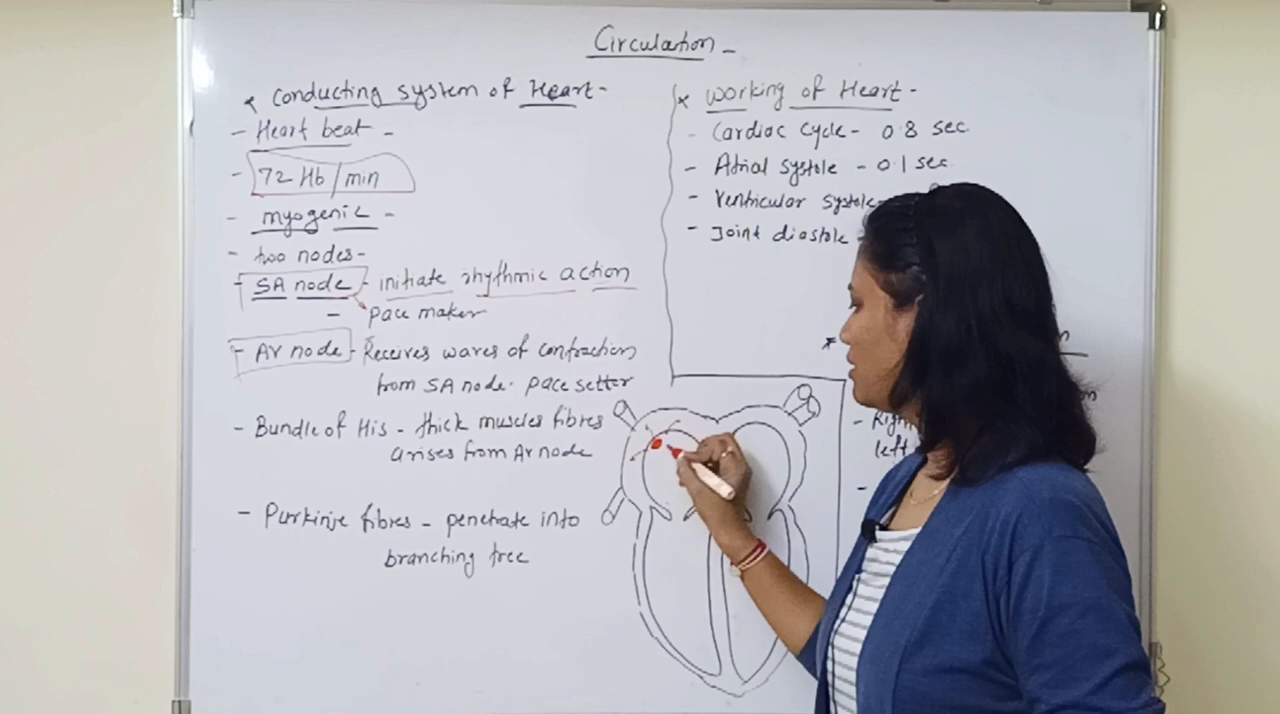 Circulation -
* Conducting system of Heart -
- Heart beat -
- 72 Hb/min
- myogenic -
- two nodes -
- SA node - initiate rhythmic action
- pace maker
- AV node - Receives waves of contraction
from SA node. pace setter
- Bundle of His - thick muscles fibres
arises from AV node
- Purkinje fibres - penetrate into
branching tree
* Working of Heart -
- Cardiac cycle - 0.8 sec
- Atrial systole - 0.1 sec
- Ventricular systole -
- Joint diastole
*
- Right
left
-